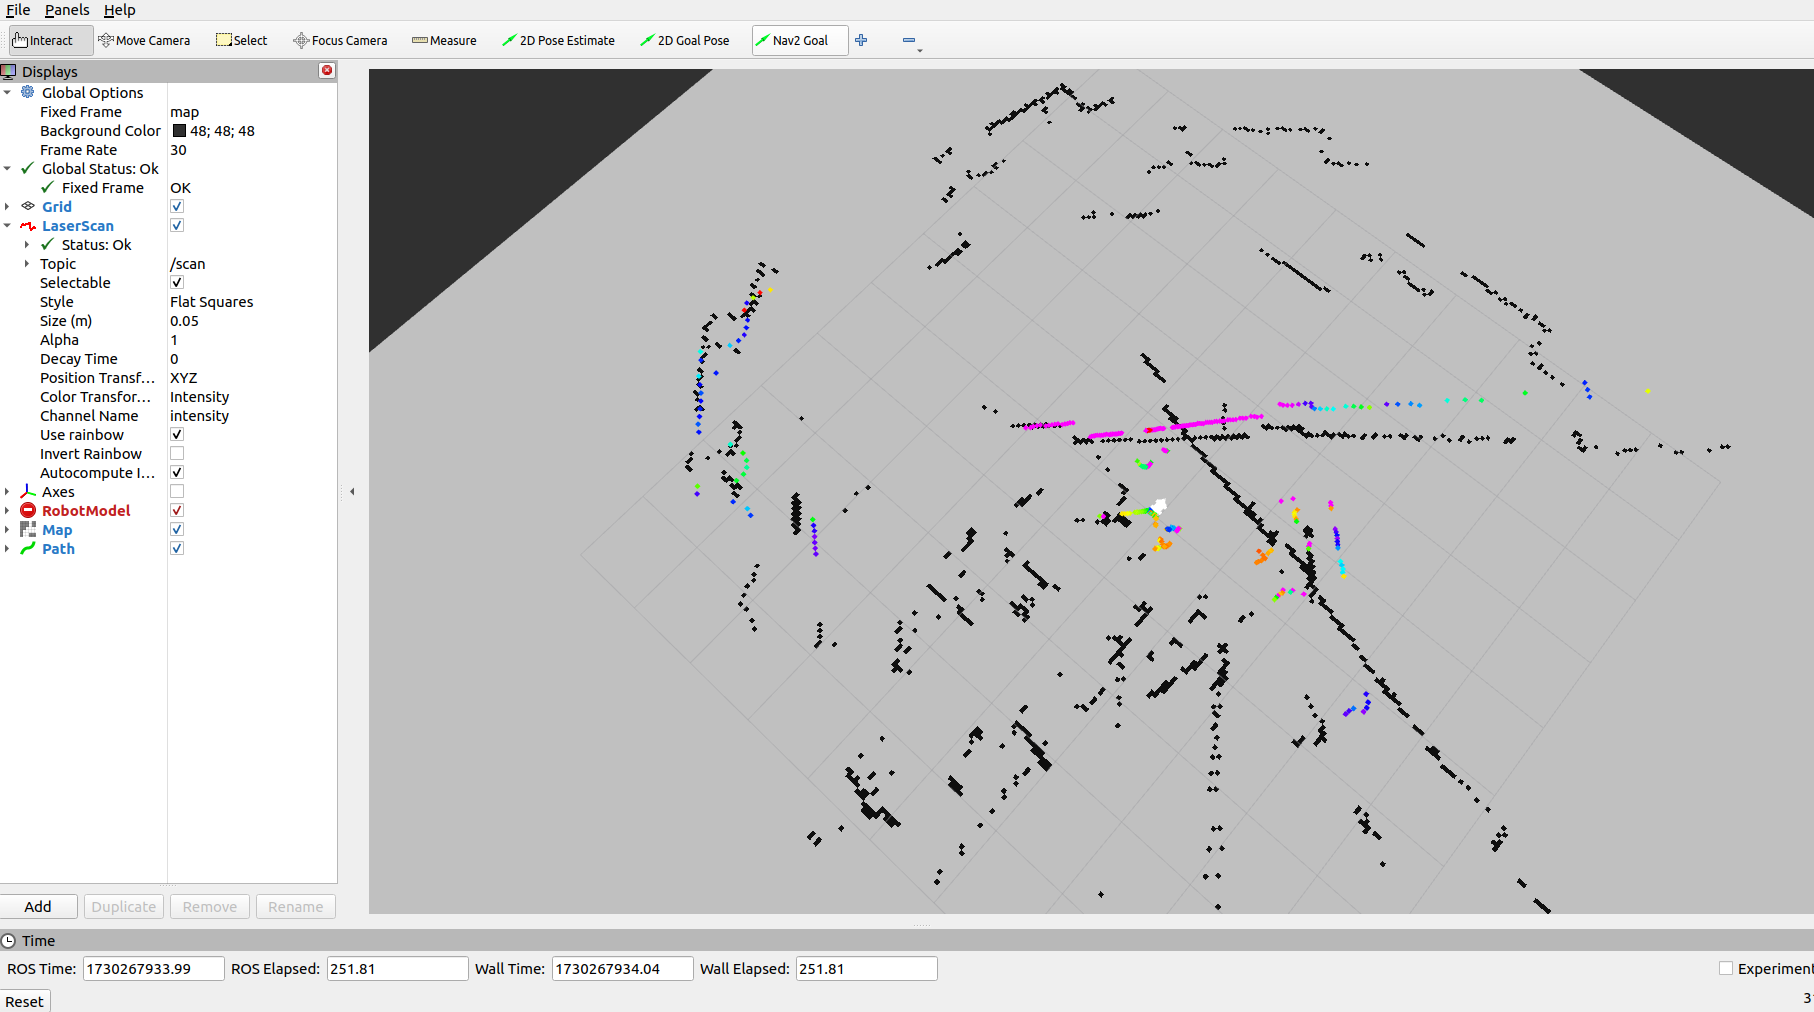 File Panels Help
Interact Move Camera Select Focus Camera Measure 2D Pose Estimate 2D Goal Pose Nav2 Goal
Displays
Global Options
Fixed Frame map
Background Color 48; 48; 48
Frame Rate 30
Global Status: Ok
Fixed Frame OK
Grid
LaserScan
Status: Ok
Topic /scan
Selectable
Style Flat Squares
Size (m) 0.05
Alpha 1
Decay Time 0
Position Transf... XYZ
Color Transfor... Intensity
Channel Name intensity
Use rainbow
Invert Rainbow
Autocompute I...
Axes
RobotModel
Map
Path
Add Duplicate Remove Rename
Time
ROS Time: 1730267933.99 ROS Elapsed: 251.81 Wall Time: 1730267934.04 Wall Elapsed: 251.81 Experiment
Reset 3